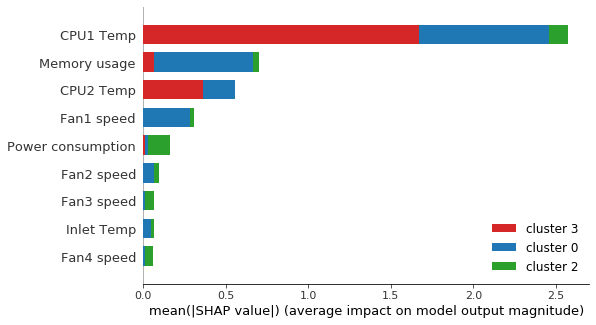 CPU1 Temp
Memory usage
CPU2 Temp
Fan1 speed
Power consumption
Fan2 speed
Fan3 speed
Inlet Temp
Fan4 speed
cluster 3
cluster 0
cluster 2
0.0 0.5 1.0 1.5 2.0 2.5
mean(|SHAP value|) (average impact on model output magnitude)